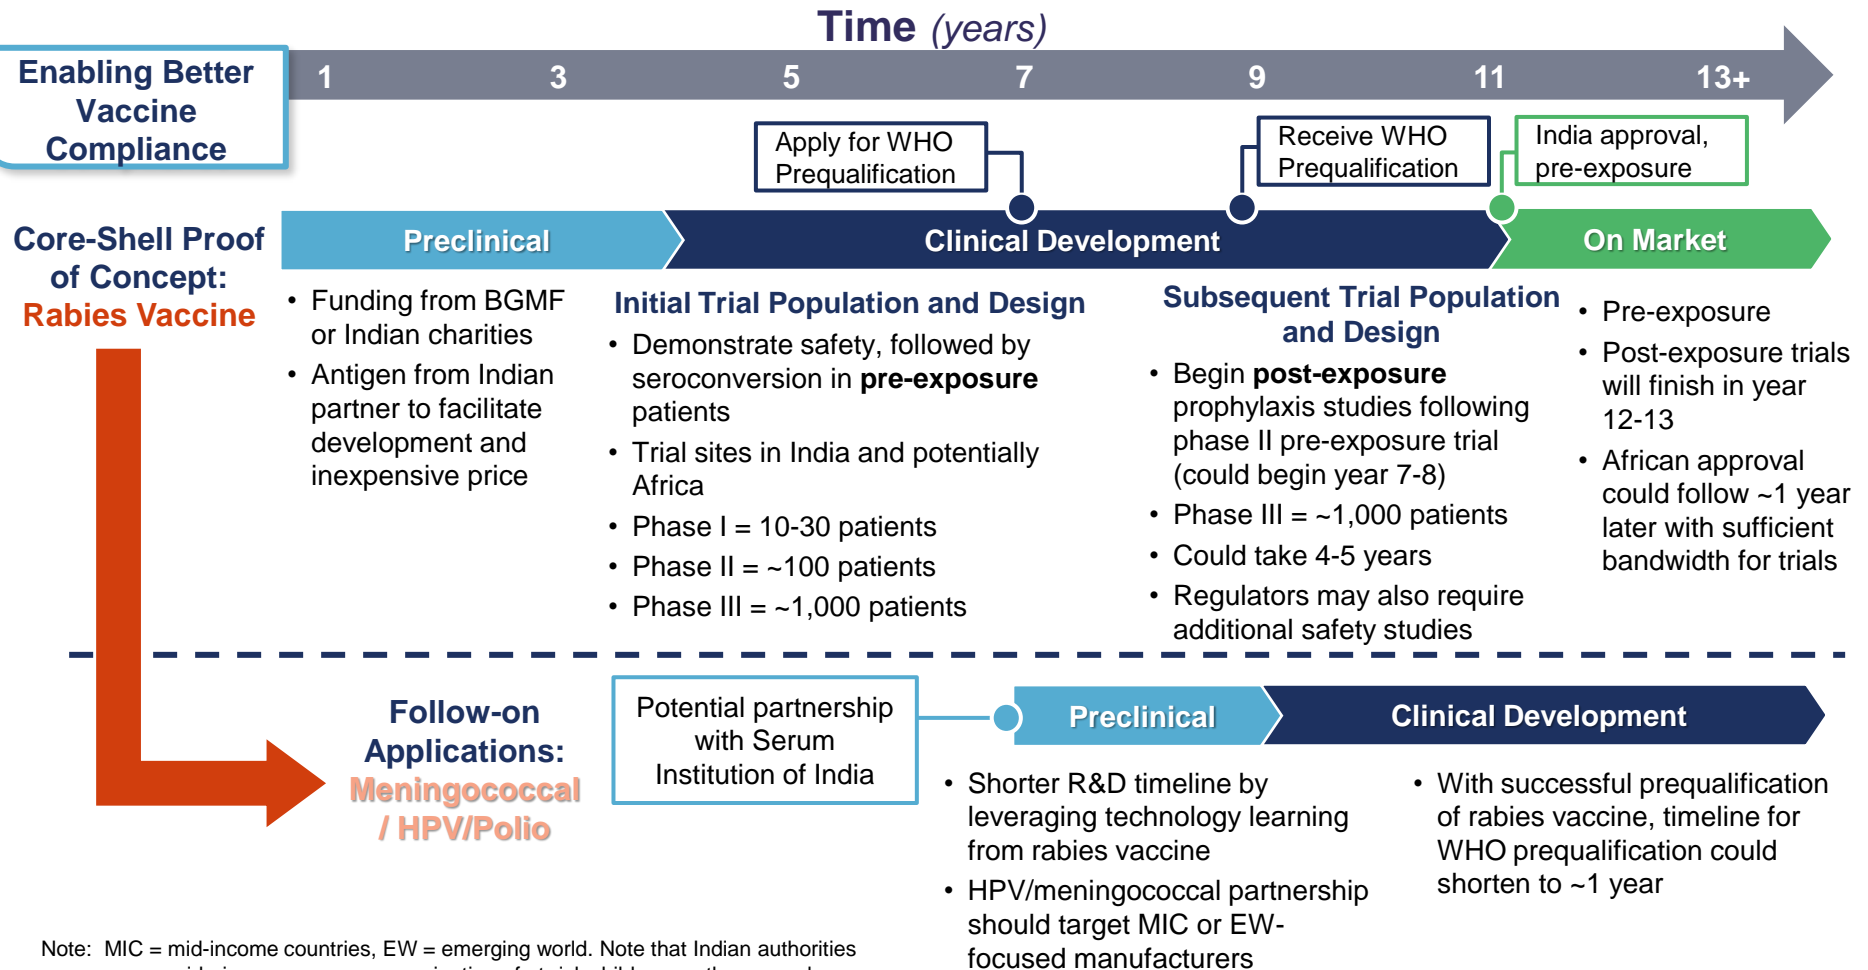 Time (years)
Enabling Better
Vaccine
Compliance
1 3 5 7 9 11 13+
Apply for WHO
Prequalification
Receive WHO
Prequalification
India approval,
pre-exposure
Core-Shell Proof
of Concept:
Rabies Vaccine
Preclinical
Clinical Development
On Market
• Funding from BGMF
or Indian charities
• Antigen from Indian
partner to facilitate
development and
inexpensive price
Initial Trial Population and Design
• Demonstrate safety, followed by
seroconversion in pre-exposure
patients
• Trial sites in India and potentially
Africa
• Phase I = 10-30 patients
• Phase II = ~100 patients
• Phase III = ~1,000 patients
Subsequent Trial Population
and Design
• Begin post-exposure
prophylaxis studies following
phase II pre-exposure trial
(could begin year 7-8)
• Phase III = ~1,000 patients
• Could take 4-5 years
• Regulators may also require
additional safety studies
• Pre-exposure
• Post-exposure trials
will finish in year
12-13
• African approval
could follow ~1 year
later with sufficient
bandwidth for trials
Follow-on
Applications:
Meningococcal
/ HPV/Polio
Potential partnership
with Serum
Institution of India
Preclinical
Clinical Development
• Shorter R&D timeline by
leveraging technology learning
from rabies vaccine
• HPV/meningococcal partnership
should target MIC or EW-
focused manufacturers
• With successful prequalification
of rabies vaccine, timeline for
WHO prequalification could
shorten to ~1 year
Note: MIC = mid-income countries, EW = emerging world. Note that Indian authorities